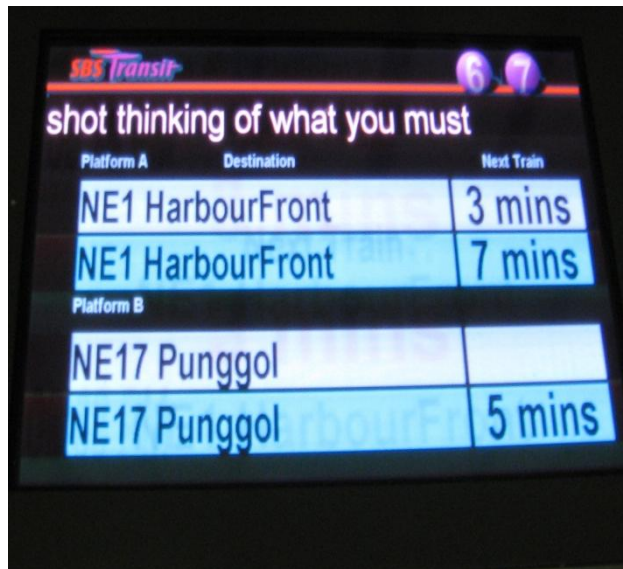 SBS Transit 6 7
shot thinking of what you must
Platform A Destination Next Train
NE1 HarbourFront 3 mins
NE1 HarbourFront 7 mins
Platform B
NE17 Punggol
NE17 Punggol 5 mins